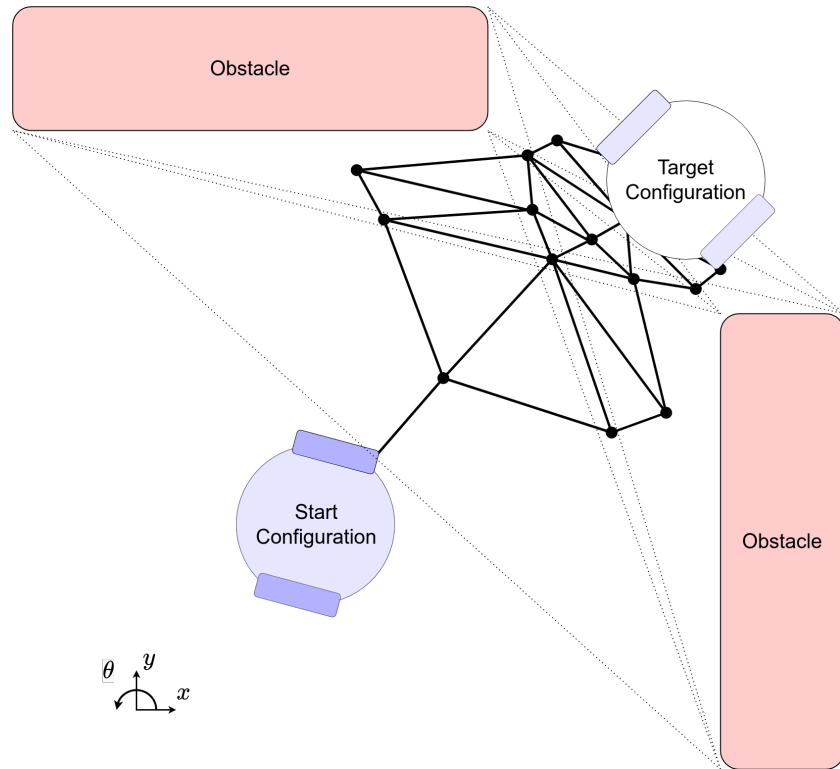 Obstacle
Target
Configuration
Start
Configuration
Obstacle
θ
y
x